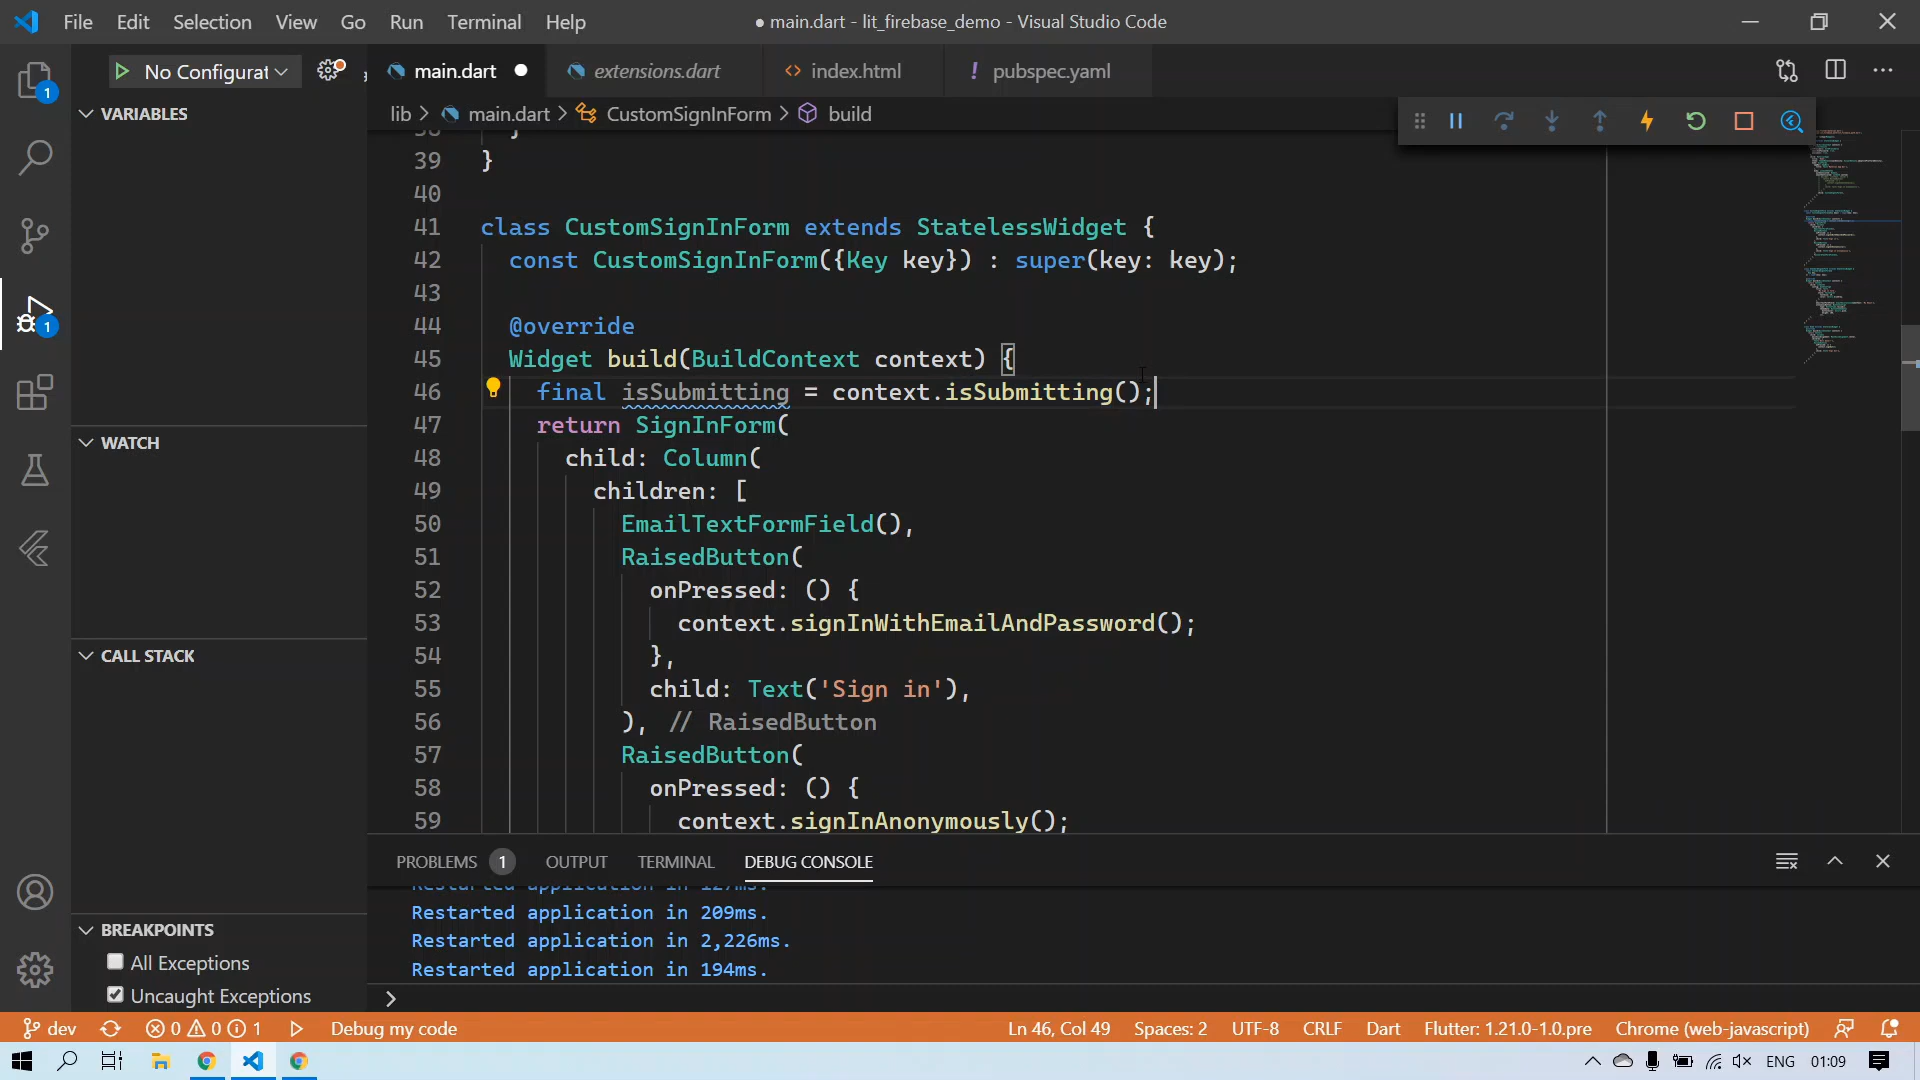 File Edit Selection View Go Run Terminal Help
● main.dart - lit_firebase_demo - Visual Studio Code
No Configurat
main.dart
extensions.dart
<> index.html
! pubspec.yaml
lib > main.dart > CustomSignInForm > build
VARIABLES
WATCH
CALL STACK
BREAKPOINTS
All Exceptions
Uncaught Exceptions
1
1
38 }
39 }
40
41 class CustomSignInForm extends StatelessWidget {
42 const CustomSignInForm({Key key}) : super(key: key);
43
44 @override
45 Widget build(BuildContext context) {
46 final isSubmitting = context.isSubmitting();
47 return SignInForm(
48 child: Column(
49 children: [
50 EmailTextFormField(),
51 RaisedButton(
52 onPressed: () {
53 context.signInWithEmailAndPassword();
54 },
55 child: Text('Sign in'),
56 ), // RaisedButton
57 RaisedButton(
58 onPressed: () {
59 context.signInAnonymously();
PROBLEMS 1 OUTPUT TERMINAL DEBUG CONSOLE
Restarted application in 127ms.
Restarted application in 209ms.
Restarted application in 2,226ms.
Restarted application in 194ms.
>
dev 0 0 1 Debug my code
Ln 46, Col 49 Spaces: 2 UTF-8 CRLF Dart Flutter: 1.21.0-1.0.pre Chrome (web-javascript)
ENG 01:09